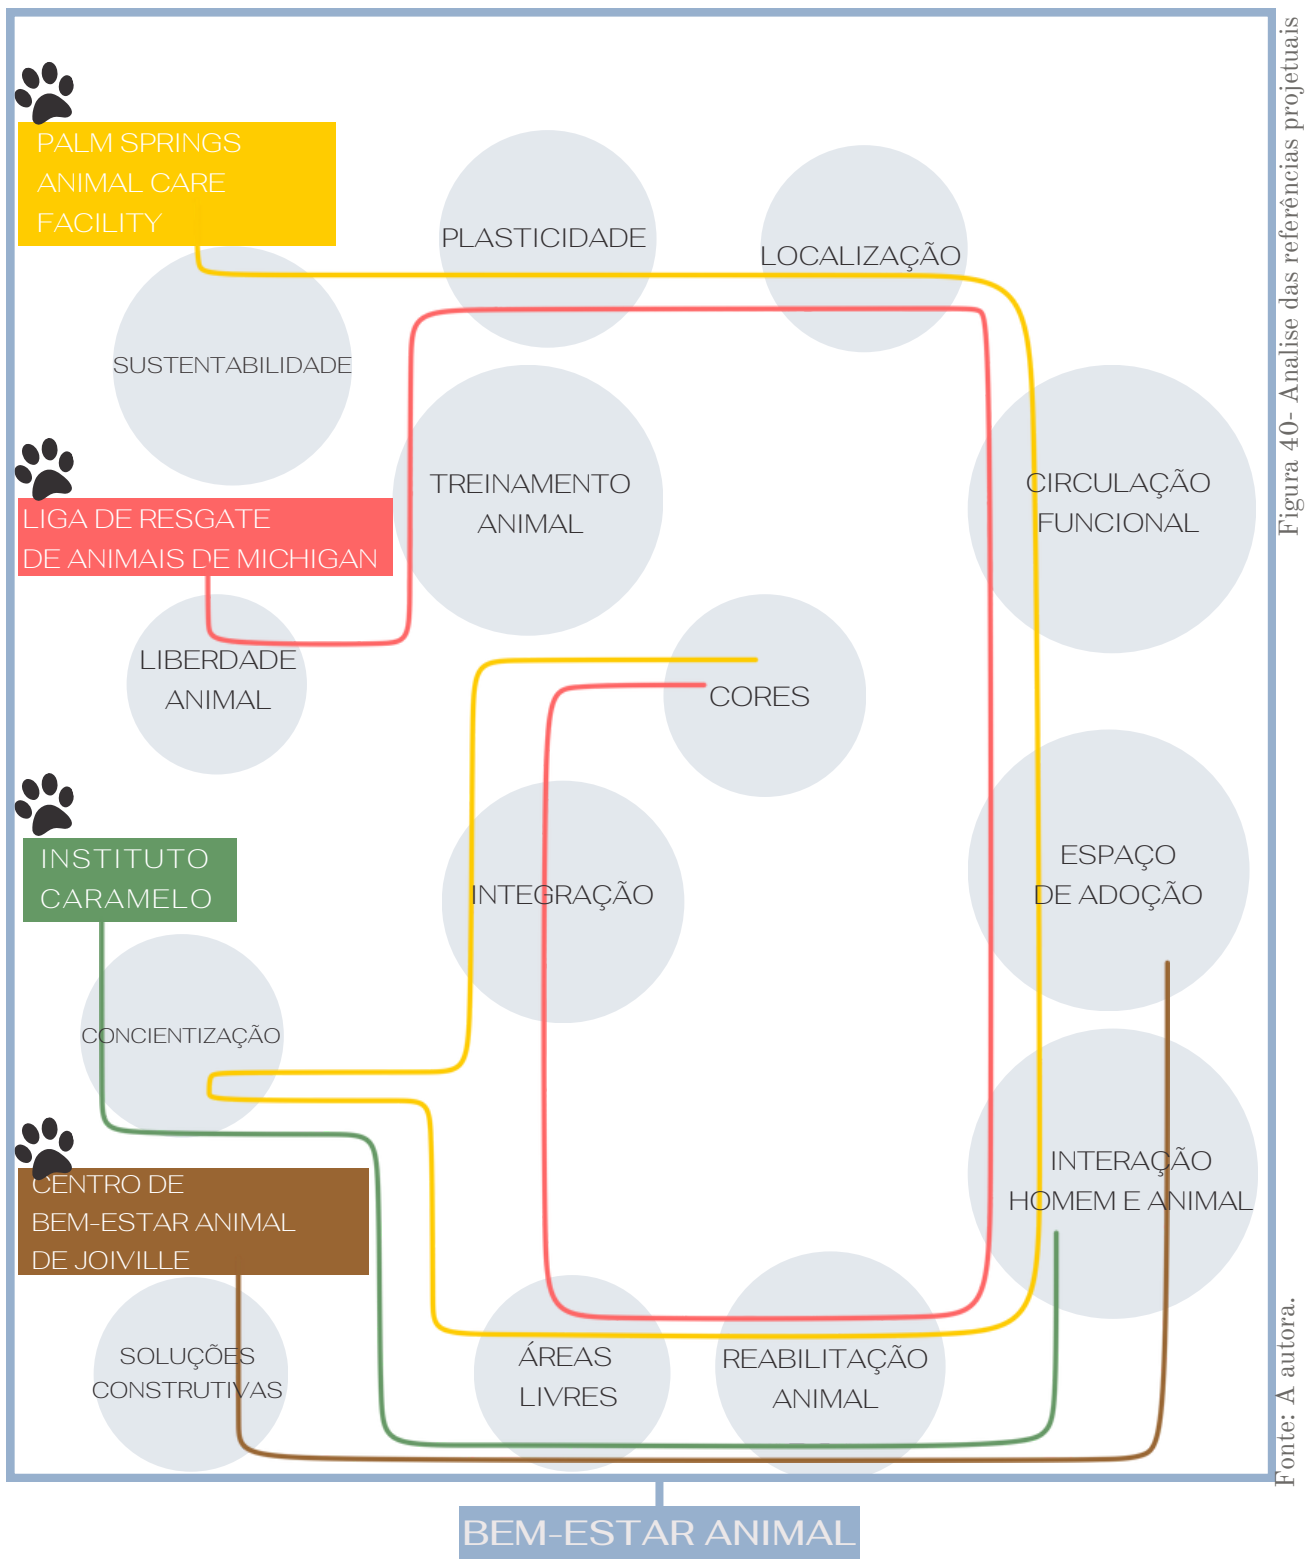 PALM SPRINGS
ANIMAL CARE
FACILITY
PLASTICIDADE
LOCALIZAÇÃO
SUSTENTABILIDADE
LIGA DE RESGATE
DE ANIMAIS DE MICHIGAN
TREINAMENTO
ANIMAL
CIRCULAÇÃO
FUNCIONAL
LIBERDADE
ANIMAL
CORES
INSTITUTO
CARAMELO
INTEGRAÇÃO
ESPAÇO
DE ADOÇÃO
CONCIENTIZAÇÃO
CENTRO DE
BEM-ESTAR ANIMAL
DE JOIVILLE
INTERAÇÃO
HOMEM E ANIMAL
SOLUÇÕES
CONSTRUTIVAS
ÁREAS
LIVRES
REABILITAÇÃO
ANIMAL
BEM-ESTAR ANIMAL
Figura 40- Analise das referências projetuais
Fonte: A autora.